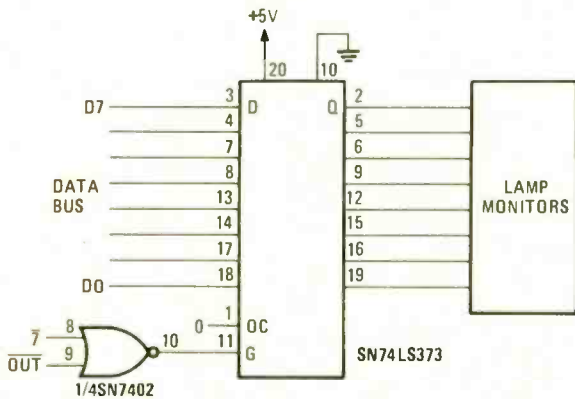 +5V
20
10
D7
3
D
Q
2
4
5
7
6
8
9
DATA
BUS
13
12
LAMP
MONITORS
14
15
17
16
D0
18
19
0
1
OC
7̅
8
10
11
G
SN74LS373
O̅U̅T̅
9
1/4SN7402